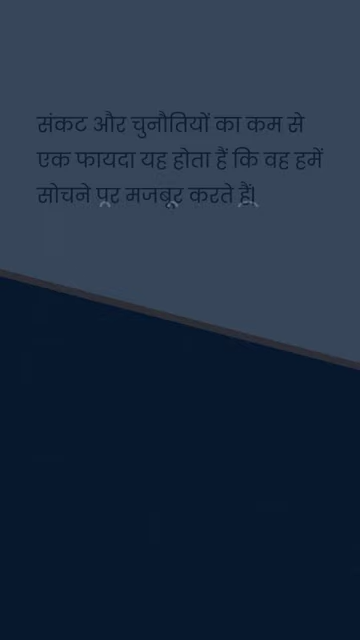 संकट और चुनौतियों का कम से
एक फायदा यह होता हैं कि वह हमें
सोचने पर मजबूर करते हैं।